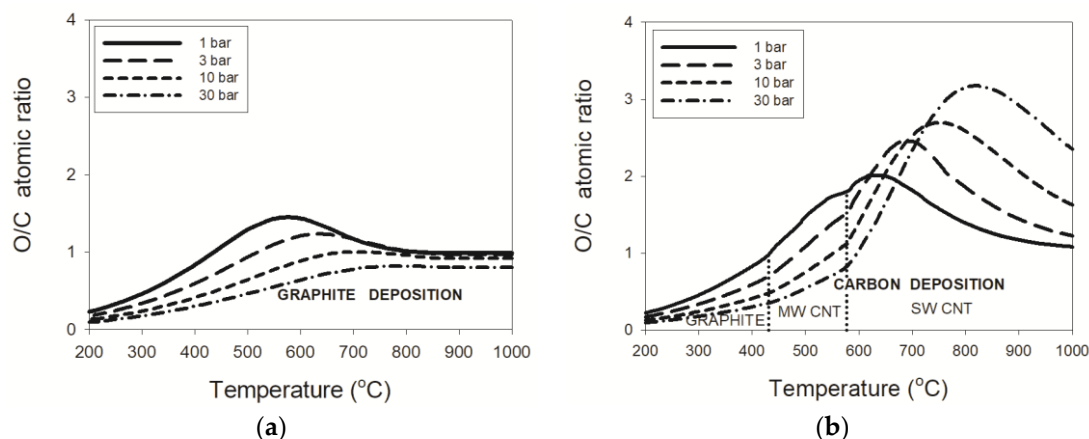 (a)
4
3
2
1
0
O/C atomic ratio
1 bar
3 bar
10 bar
30 bar
GRAPHITE DEPOSITION
200 300 400 500 600 700 800 900 1000
Temperature (°C)
(b)
4
3
2
1
0
O/C atomic ratio
1 bar
3 bar
10 bar
30 bar
CARBON DEPOSITION
GRAPHITE MW CNT SW CNT
200 300 400 500 600 700 800 900 1000
Temperature (°C)